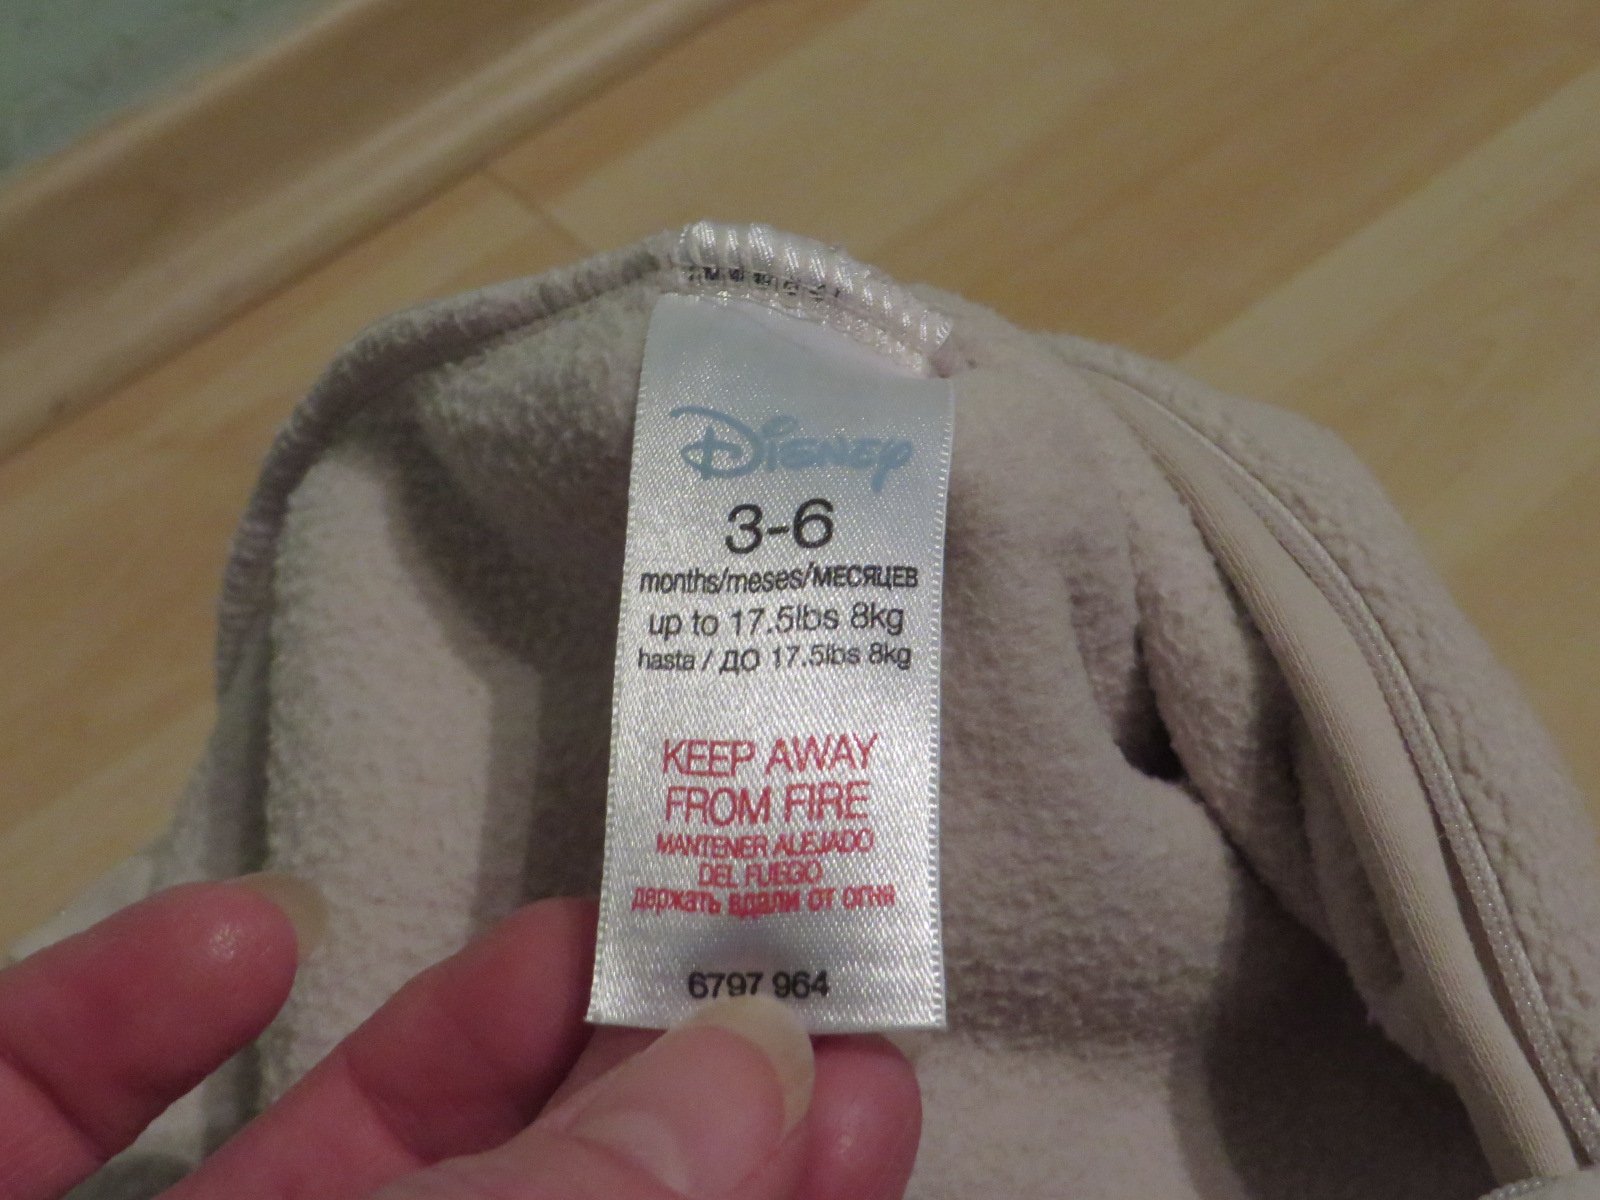 Disney
3-6
months/meses/МЕСЯЦЕВ
up to 17.5lbs 8kg
hasta / ДО 17.5lbs 8kg
KEEP AWAY
FROM FIRE
MANTENER ALEJADO
DEL FUEGO
держать вдали от огня
6797 964